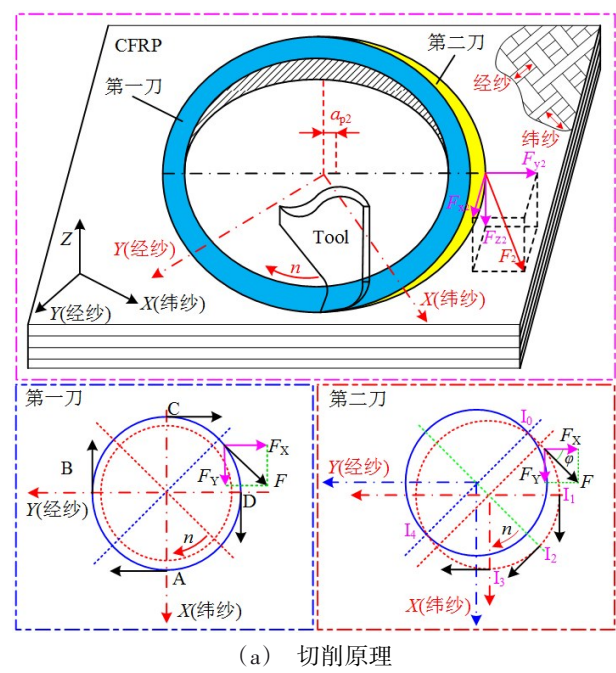 CFRP
第一刀
第二刀
经纱
纬纱
a_p2
F_y2
F_x2
F_z2
F_2
Z
Y(经纱)
X(纬纱)
Y(经纱)
n
Tool
X(纬纱)
第一刀
C
B
F_X
F_Y
F
D
Y(经纱)
n
A
X(纬纱)
第二刀
I_0
F_X
φ
F_Y
F
Y(经纱)
I_1
I_4
n
I_2
I_3
X(纬纱)
(a) 切削原理